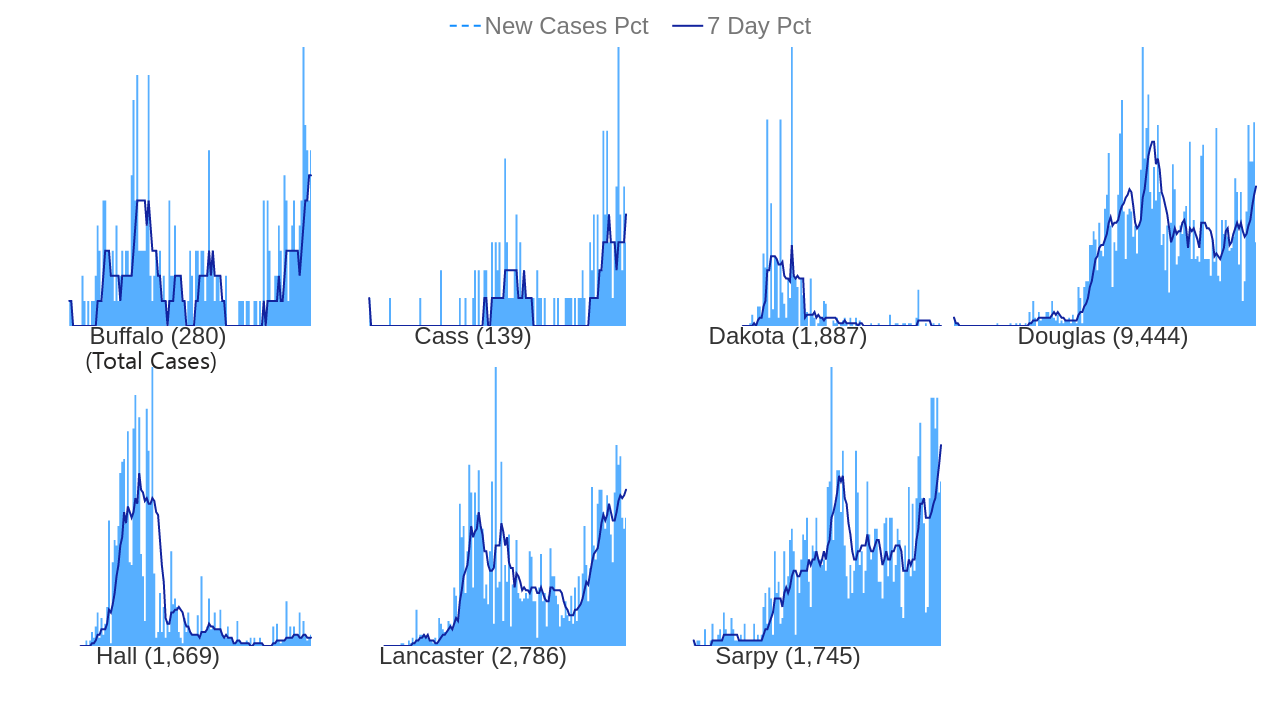 New Cases Pct 7 Day Pct
Buffalo (280) Cass (139) Dakota (1,887) Douglas (9,444)
(Total Cases)
Hall (1,669) Lancaster (2,786) Sarpy (1,745)